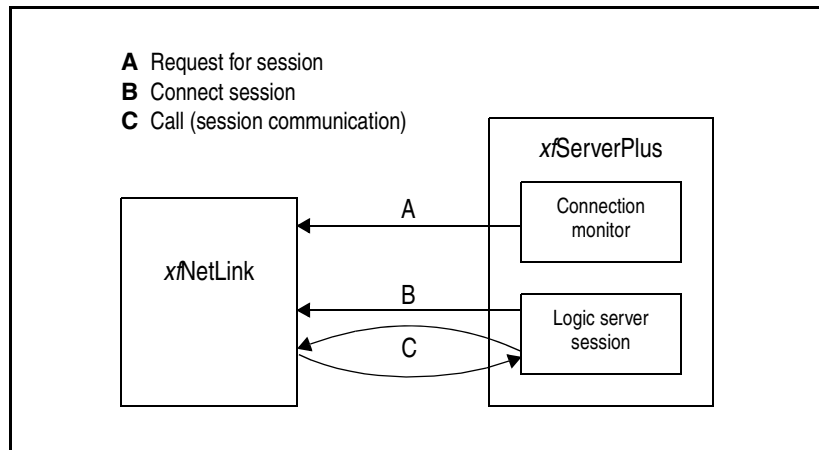 A Request for session
B Connect session
C Call (session communication)
xfServerPlus
Connection
monitor
A
xfNetLink
B
Logic server
session
C